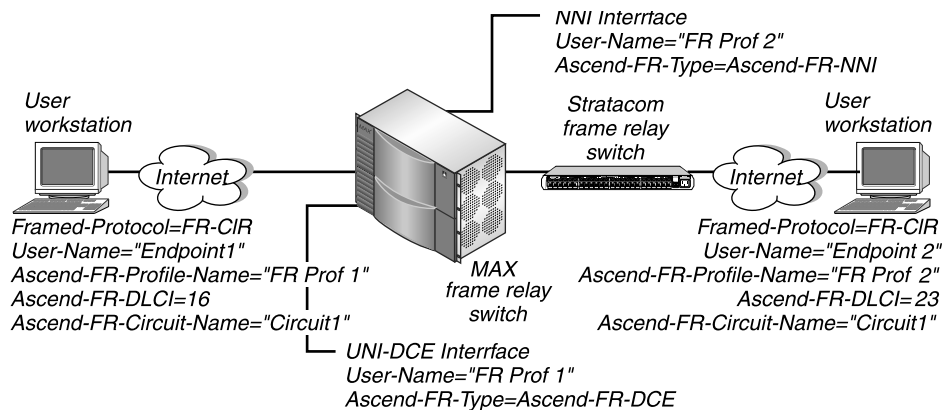 NNI Interface
User-Name="FR Prof 2"
Ascend-FR-Type=Ascend-FR-NNI
User
workstation
Stratacom
frame relay
switch
User
workstation
Internet
Internet
Framed-Protocol=FR-CIR
User-Name="Endpoint1"
Ascend-FR-Profile-Name="FR Prof 1"
Ascend-FR-DLCI=16
Ascend-FR-Circuit-Name="Circuit1"
MAX
frame relay
switch
Framed-Protocol=FR-CIR
User-Name="Endpoint 2"
Ascend-FR-Profile-Name="FR Prof 2"
Ascend-FR-DLCI=23
Ascend-FR-Circuit-Name="Circuit1"
UNI-DCE Interrface
User-Name="FR Prof 1"
Ascend-FR-Type=Ascend-FR-DCE